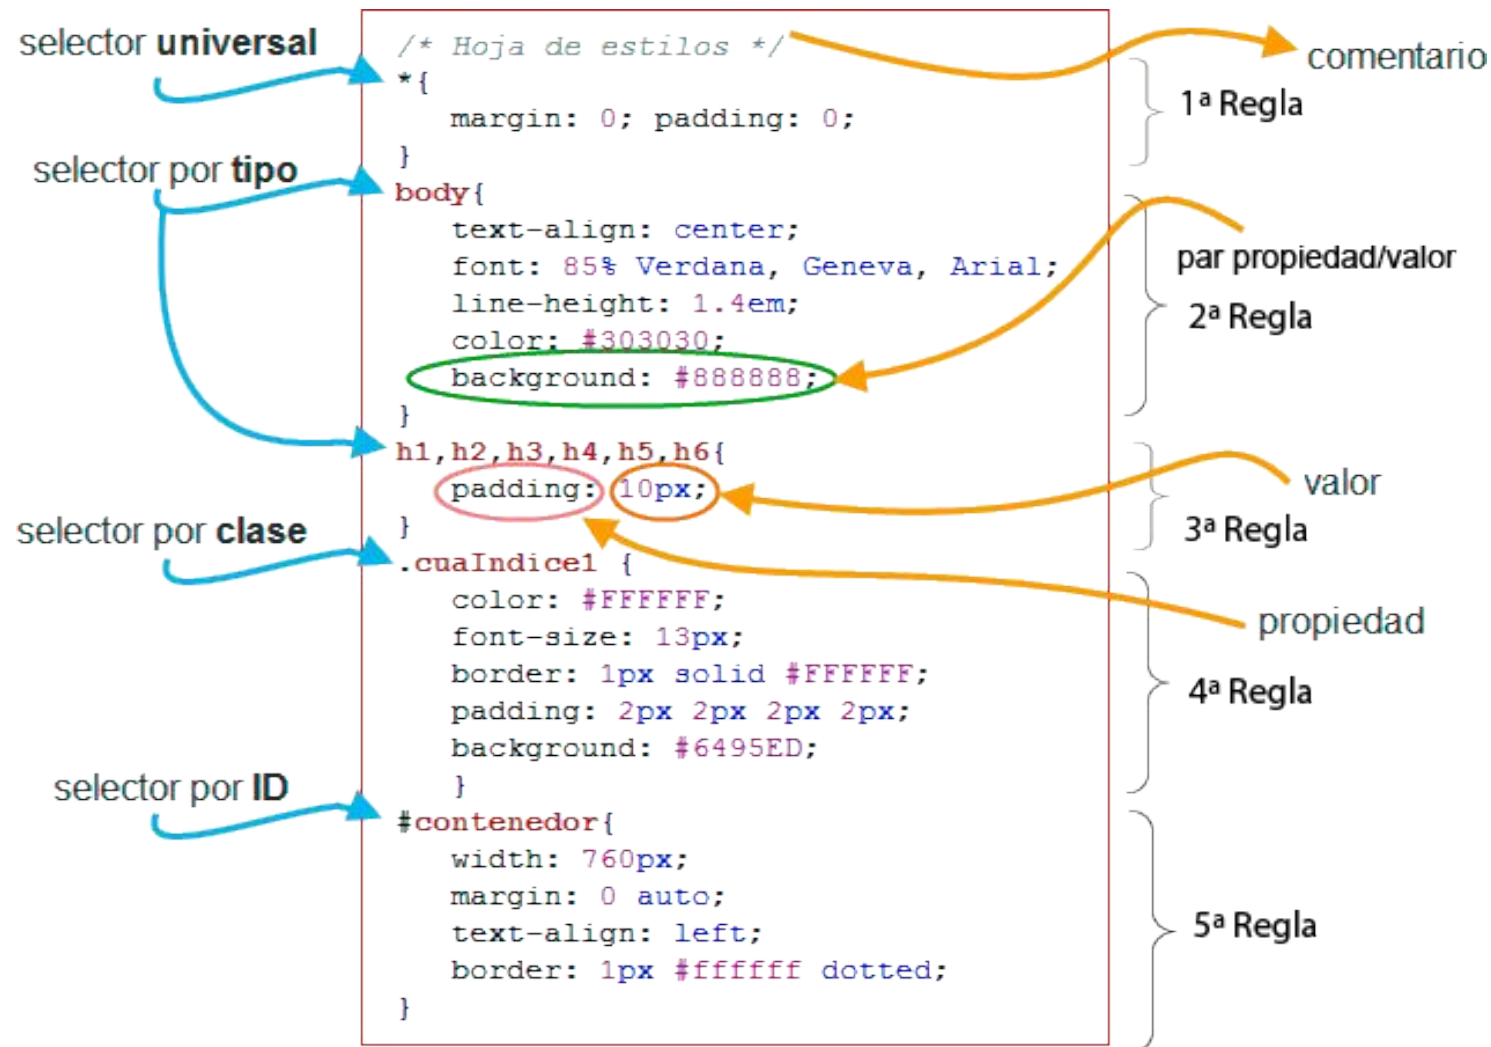 selector universal
/* Hoja de estilos */
comentario
*{
1ª Regla
margin: 0; padding: 0;
}
selector por tipo
body{
text-align: center;
par propiedad/valor
font: 85% Verdana, Geneva, Arial;
line-height: 1.4em;
2ª Regla
color: #303030;
background: #888888;
}
h1,h2,h3,h4,h5,h6{
padding: 10px;
valor
}
3ª Regla
selector por clase
.cuaIndice1 {
color: #FFFFFF;
propiedad
font-size: 13px;
border: 1px solid #FFFFFF;
4ª Regla
padding: 2px 2px 2px 2px;
background: #6495ED;
}
selector por ID
#contenedor{
width: 760px;
margin: 0 auto;
text-align: left;
5ª Regla
border: 1px #ffffff dotted;
}